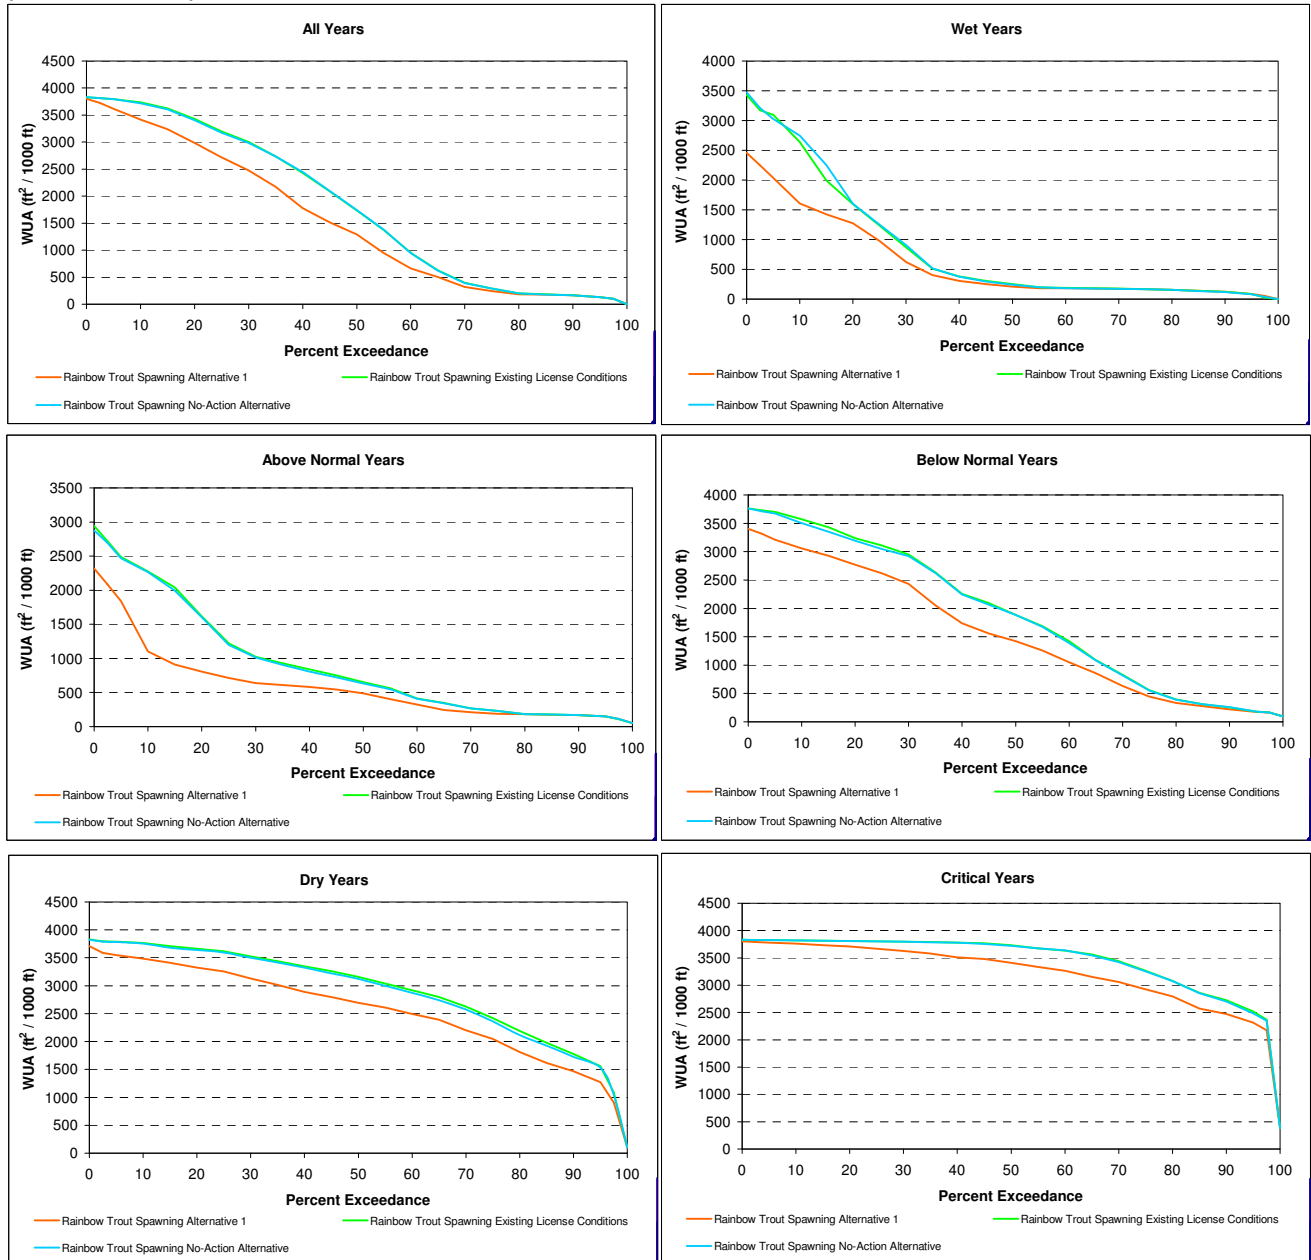 All Years
WUA (ft² / 1000 ft)
4500
4000
3500
3000
2500
2000
1500
1000
500
0
0 10 20 30 40 50 60 70 80 90 100
Percent Exceedance
Rainbow Trout Spawning Alternative 1
Rainbow Trout Spawning Existing License Conditions
Rainbow Trout Spawning No-Action Alternative
Wet Years
WUA (ft² / 1000 ft)
4000
3500
3000
2500
2000
1500
1000
500
0
0 10 20 30 40 50 60 70 80 90 100
Percent Exceedance
Rainbow Trout Spawning Alternative 1
Rainbow Trout Spawning Existing License Conditions
Rainbow Trout Spawning No-Action Alternative
Above Normal Years
WUA (ft² / 1000 ft)
3500
3000
2500
2000
1500
1000
500
0
0 10 20 30 40 50 60 70 80 90 100
Percent Exceedance
Rainbow Trout Spawning Alternative 1
Rainbow Trout Spawning Existing License Conditions
Rainbow Trout Spawning No-Action Alternative
Below Normal Years
WUA (ft² / 1000 ft)
4000
3500
3000
2500
2000
1500
1000
500
0
0 10 20 30 40 50 60 70 80 90 100
Percent Exceedance
Rainbow Trout Spawning Alternative 1
Rainbow Trout Spawning Existing License Conditions
Rainbow Trout Spawning No-Action Alternative
Dry Years
WUA (ft² / 1000 ft)
4500
4000
3500
3000
2500
2000
1500
1000
500
0
0 10 20 30 40 50 60 70 80 90 100
Percent Exceedance
Rainbow Trout Spawning Alternative 1
Rainbow Trout Spawning Existing License Conditions
Rainbow Trout Spawning No-Action Alternative
Critical Years
WUA (ft² / 1000 ft)
4500
4000
3500
3000
2500
2000
1500
1000
500
0
0 10 20 30 40 50 60 70 80 90 100
Percent Exceedance
Rainbow Trout Spawning Alternative 1
Rainbow Trout Spawning Existing License Conditions
Rainbow Trout Spawning No-Action Alternative